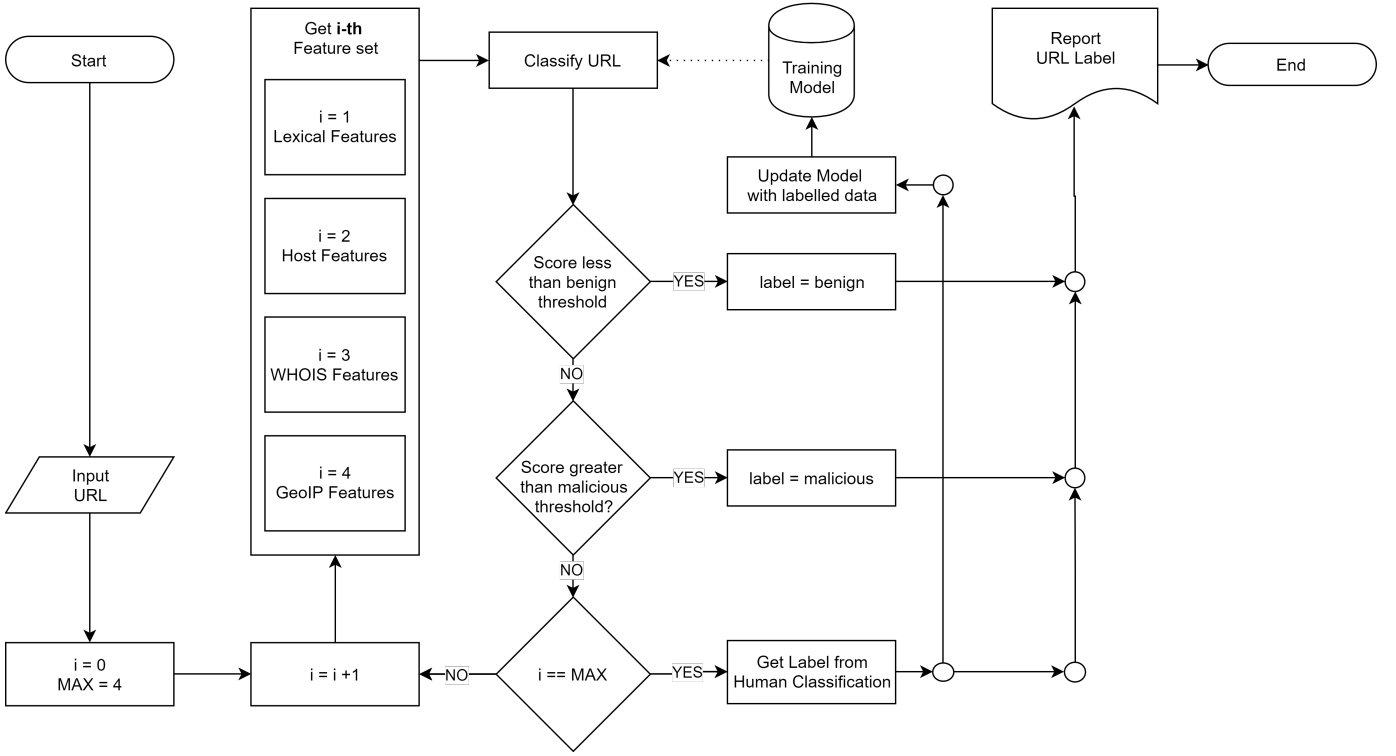 Start
Input
URL
i = 0
MAX = 4
i = i +1
Get i-th
Feature set
i = 1
Lexical Features
i = 2
Host Features
i = 3
WHOIS Features
i = 4
GeoIP Features
Classify URL
Training
Model
Update Model
with labelled data
Score less
than benign
threshold
YES
label = benign
NO
Score greater
than malicious
threshold?
YES
label = malicious
NO
i == MAX
NO
YES
Get Label from
Human Classification
Report
URL Label
End